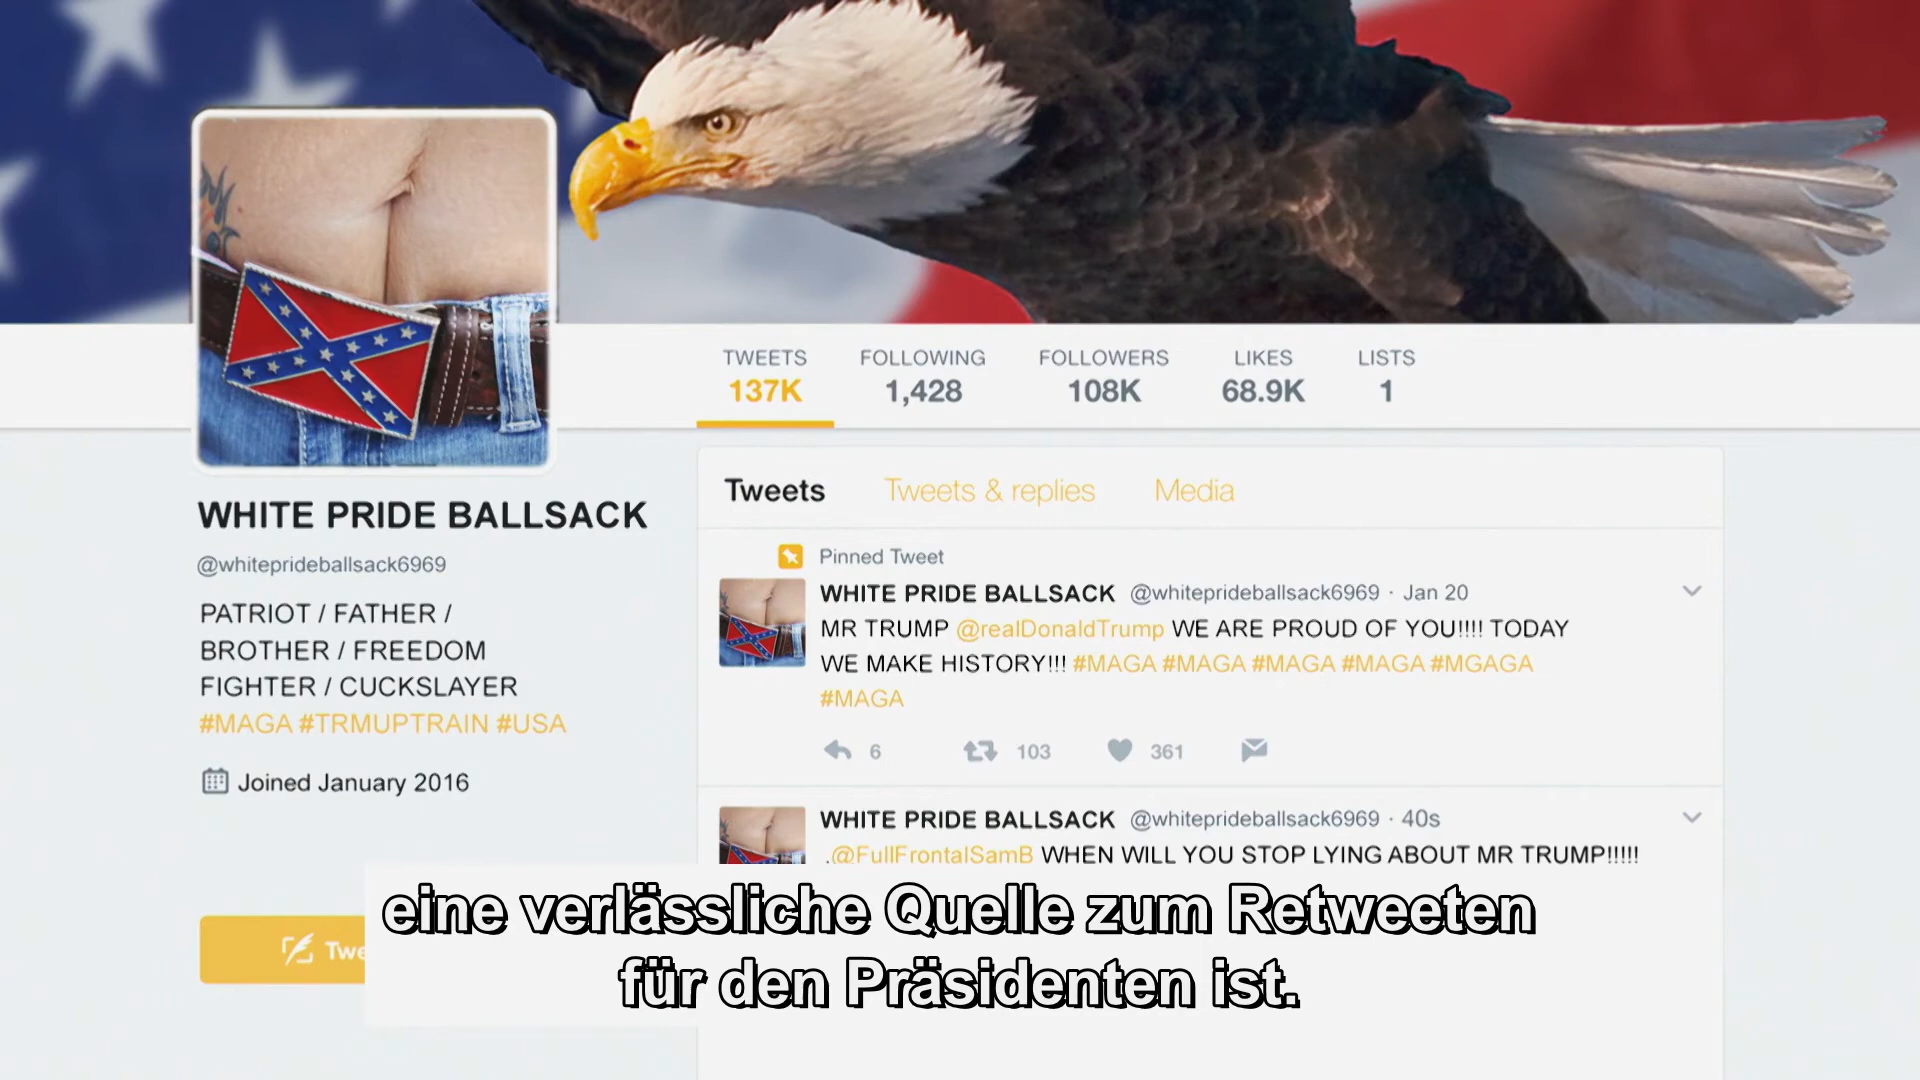 TWEETS FOLLOWING FOLLOWERS LIKES LISTS
137K 1,428 108K 68.9K 1
WHITE PRIDE BALLSACK
@whiteprideballsack6969
PATRIOT / FATHER /
BROTHER / FREEDOM
FIGHTER / CUCKSLAYER
#MAGA #TRMUPTRAIN #USA
Joined January 2016
Twe
Tweets Tweets & replies Media
Pinned Tweet
WHITE PRIDE BALLSACK @whiteprideballsack6969 · Jan 20
MR TRUMP @realDonaldTrump WE ARE PROUD OF YOU!!!! TODAY
WE MAKE HISTORY!!! #MAGA #MAGA #MAGA #MAGA #MGAGA
#MAGA
6 103 361
WHITE PRIDE BALLSACK @whiteprideballsack6969 · 40s
.@FullFrontalSamB WHEN WILL YOU STOP LYING ABOUT MR TRUMP!!!!!
eine verlässliche Quelle zum Retweeten
für den Präsidenten ist.